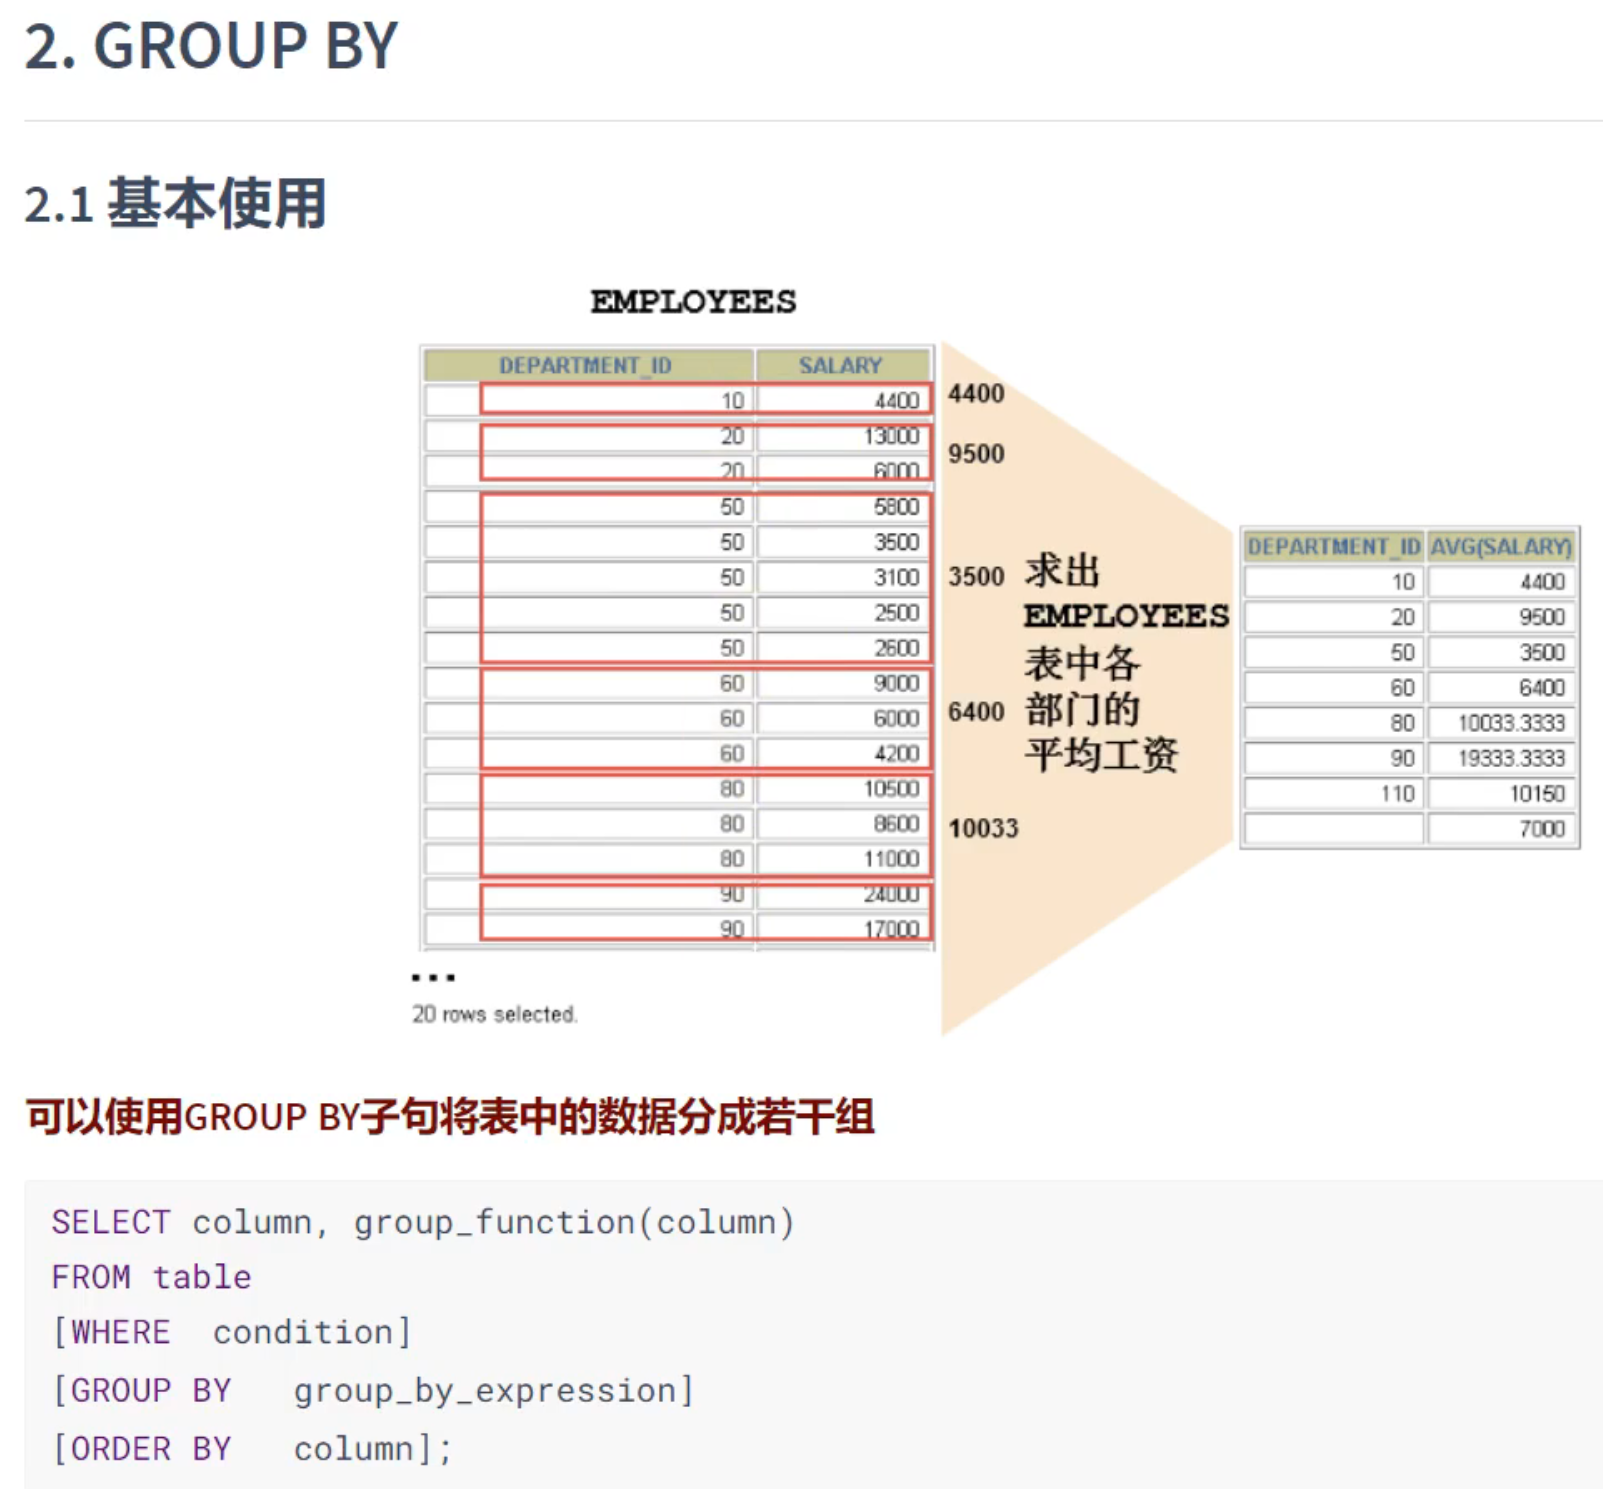 2. GROUP BY
2.1 基本使用
EMPLOYEES
DEPARTMENT_ID SALARY
10 4400
20 13000
20 6000
50 5800
50 3500
50 3100
50 2500
50 2600
60 9000
60 6000
60 4200
80 10500
80 8600
80 11000
90 24000
90 17000
...
20 rows selected.
4400
9500
3500
6400
10033
求出
EMPLOYEES
表中各
部门的
平均工资
DEPARTMENT_ID AVG(SALARY)
10 4400
20 9500
50 3500
60 6400
80 10033.3333
90 19333.3333
110 10150
7000
可以使用GROUP BY子句将表中的数据分成若干组
SELECT column, group_function(column)
FROM table
[WHERE condition]
[GROUP BY group_by_expression]
[ORDER BY column];